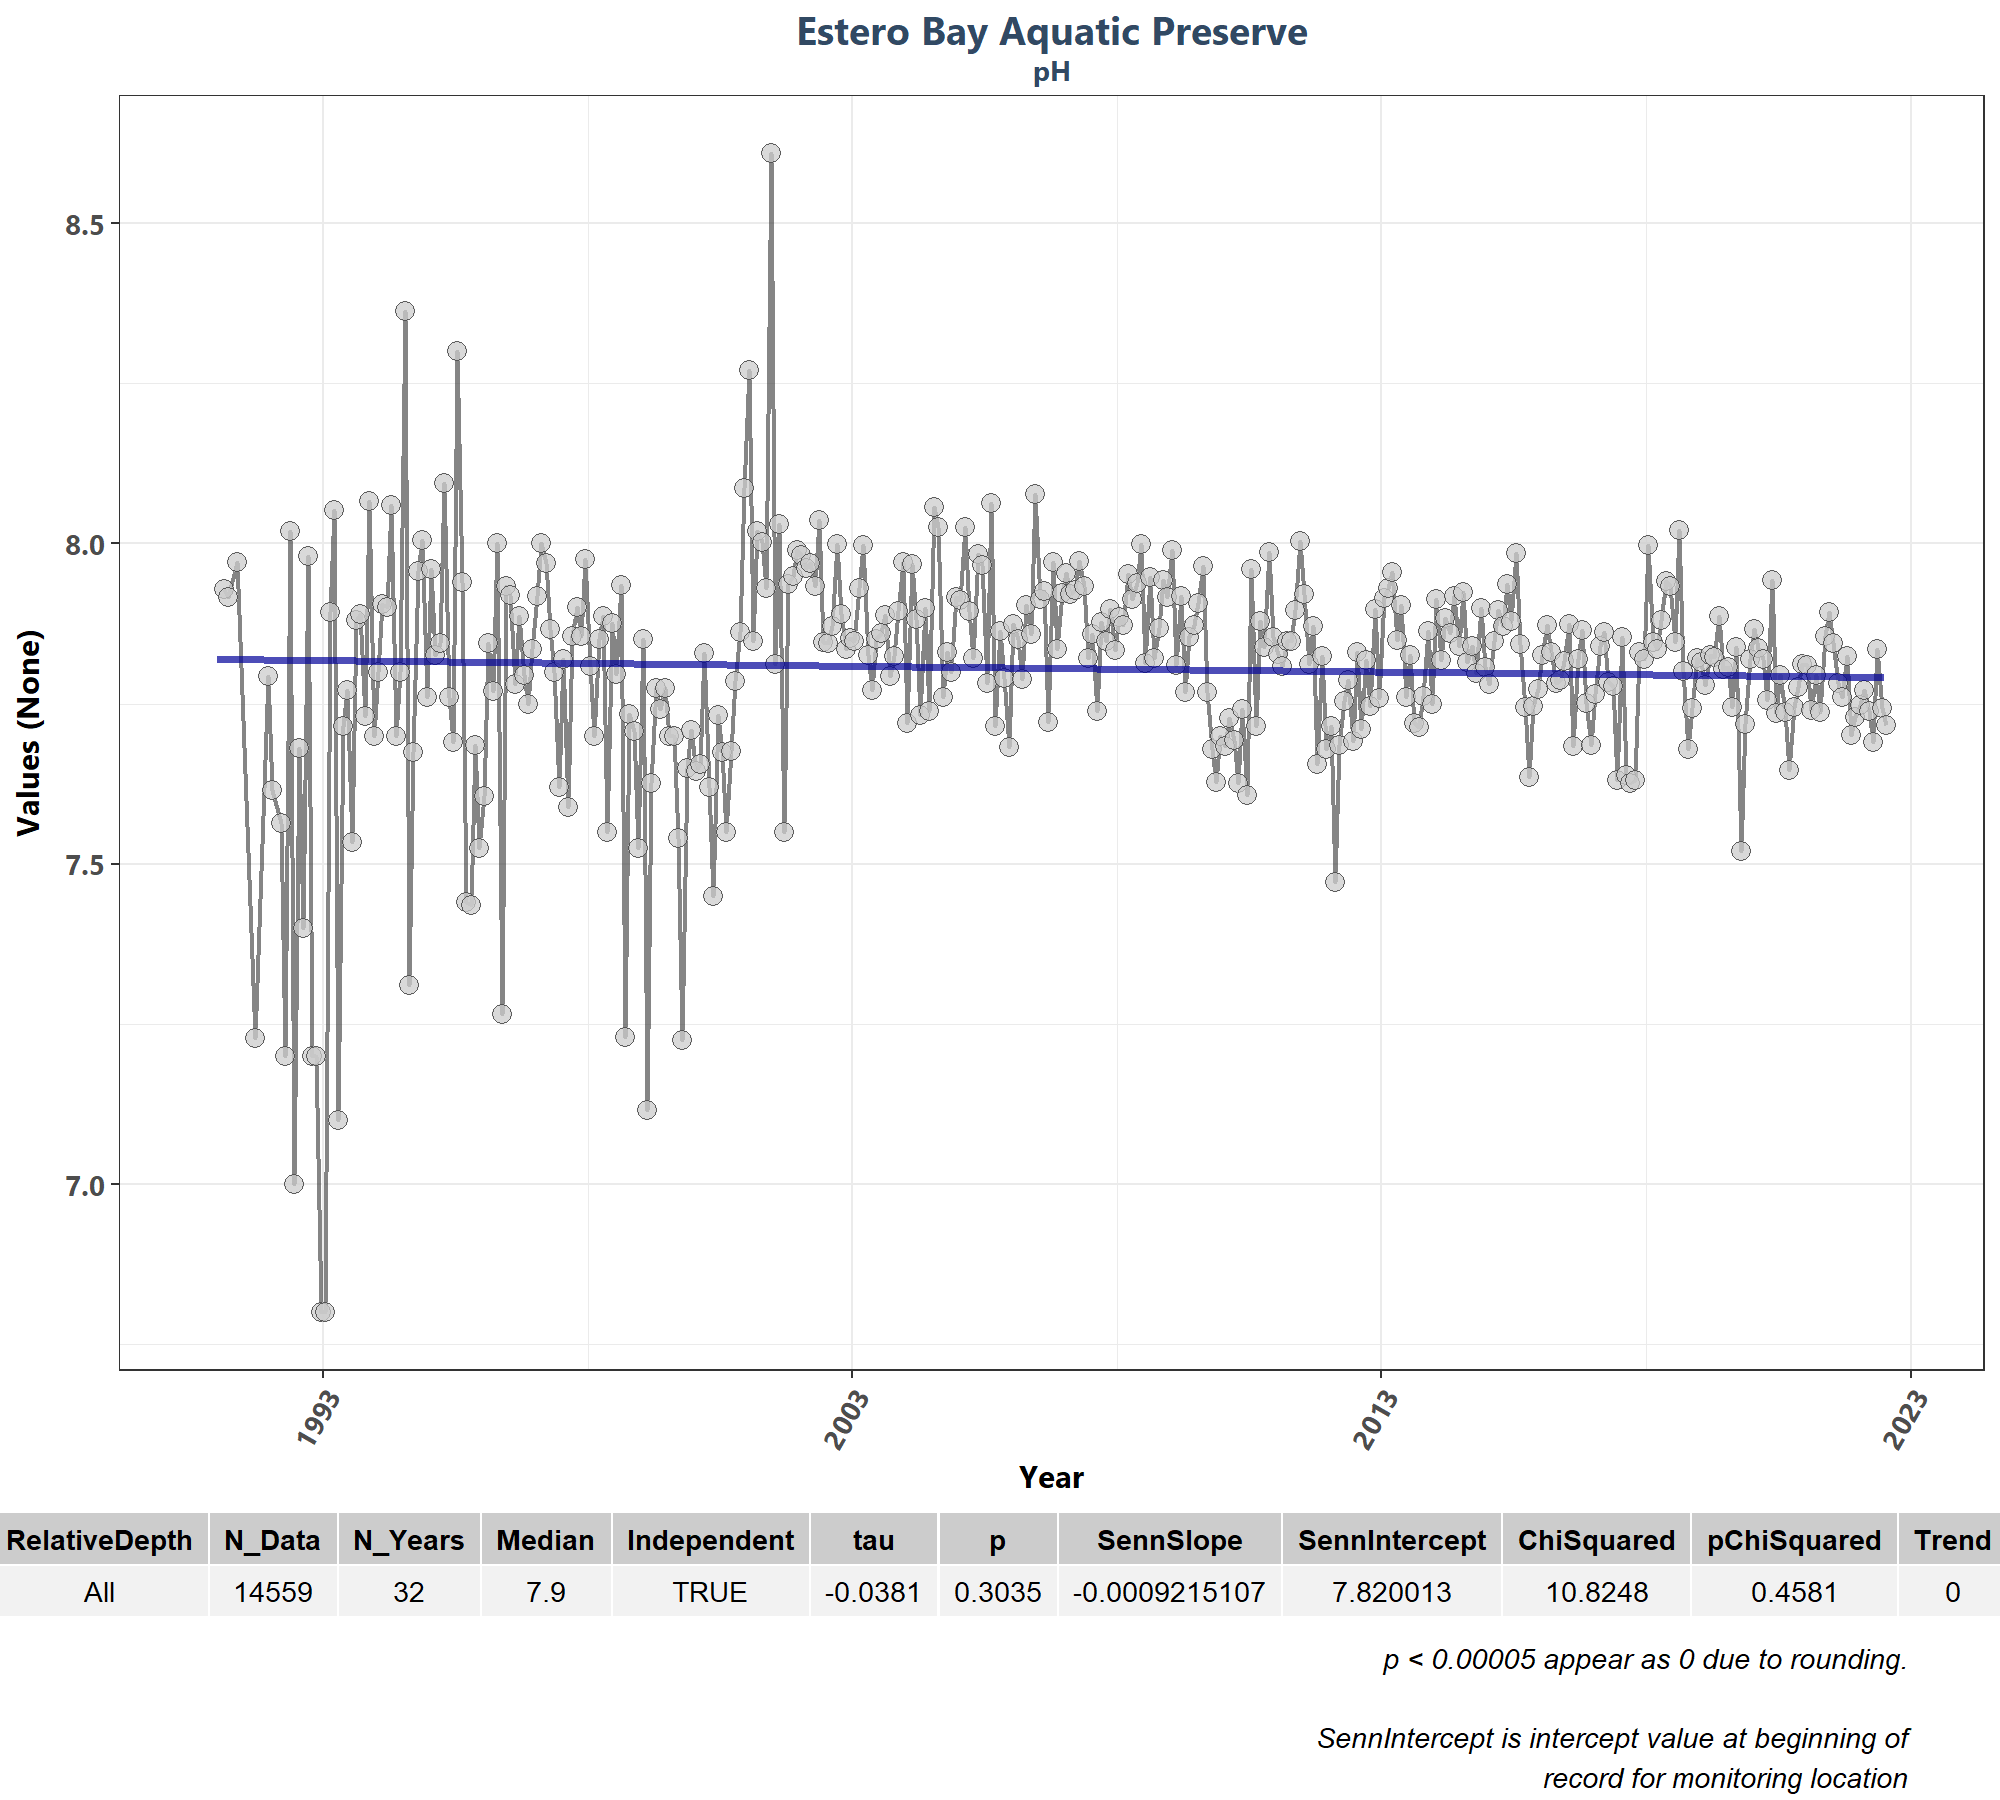 Estero Bay Aquatic Preserve
pH
Values (None)
8.5
8.0
7.5
7.0
1993
2003
2013
2023
Year
RelativeDepth N_Data N_Years Median Independent tau p SennSlope SennIntercept ChiSquared pChiSquared Trend
All 14559 32 7.9 TRUE -0.0381 0.3035 -0.0009215107 7.820013 10.8248 0.4581 0
p < 0.00005 appear as 0 due to rounding.
SennIntercept is intercept value at beginning of
record for monitoring location